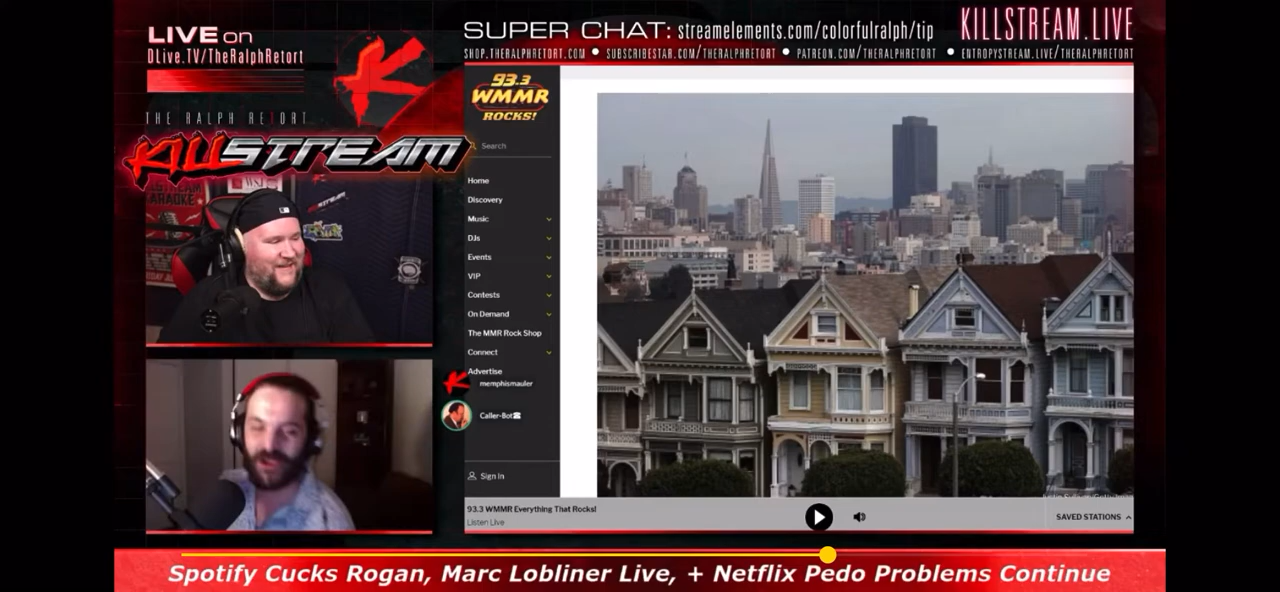 LIVE on
DLive.TV/TheRalphRetort
SUPER CHAT: streamelements.com/colorfulralph/tip
KILLSTREAM.LIVE
SHOP.THERALPHRETORT.COM • SUBSCRIBESTAR.COM/THERALPHRETORT • PATREON.COM/THERALPHRETORT • ENTROPYSTREAM.LIVE/THERALPHRETORT
THE RALPH RETORT
KILLSTREAM
K
93.3
WMMR
ROCKS!
Search
Home
Discovery
Music
DJs
Events
VIP
Contests
On Demand
The MMR Rock Shop
Connect
Advertise
memphismauler
Caller-Bot☎
Sign In
93.3 WMMR Everything That Rocks!
Listen Live
SAVED STATIONS
Spotify Cucks Rogan, Marc Lobliner Live, + Netflix Pedo Problems Continue